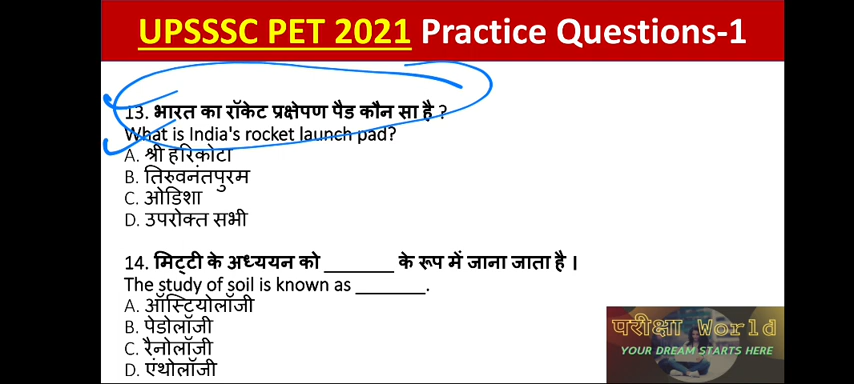 UPSSSC PET 2021 Practice Questions-1
13. भारत का रॉकेट प्रक्षेपण पैड कौन सा है ?
What is India's rocket launch pad?
A. श्री हरिकोटा
B. तिरुवनंतपुरम
C. ओडिशा
D. उपरोक्त सभी
14. मिट्टी के अध्ययन को _______ के रूप में जाना जाता है ।
The study of soil is known as _______.
A. ऑस्टियोलॉजी
B. पेडोलॉजी
C. रैनोलॉजी
D. एंथोलॉजी
परीक्षा World
YOUR DREAM STARTS HERE